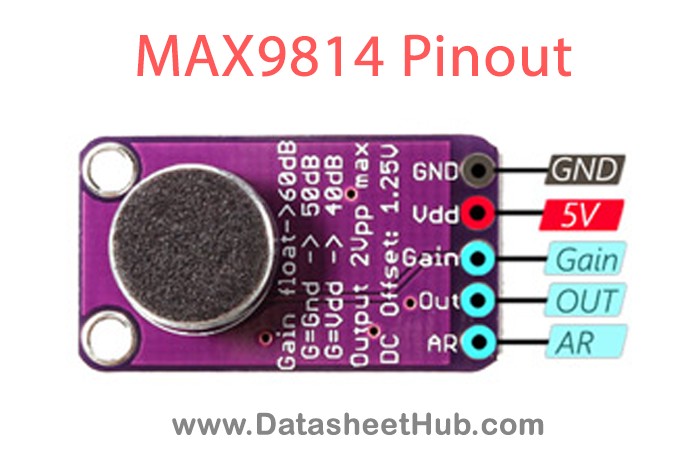 MAX9814 Pinout
Gain float->60dB
G=Gnd -> 50dB
G=Vdd -> 40dB
Output 2Vpp max
DC Offset: 1.25V
GND
Vdd
Gain
Out
AR
GND
5V
Gain
OUT
AR
www.DatasheetHub.com